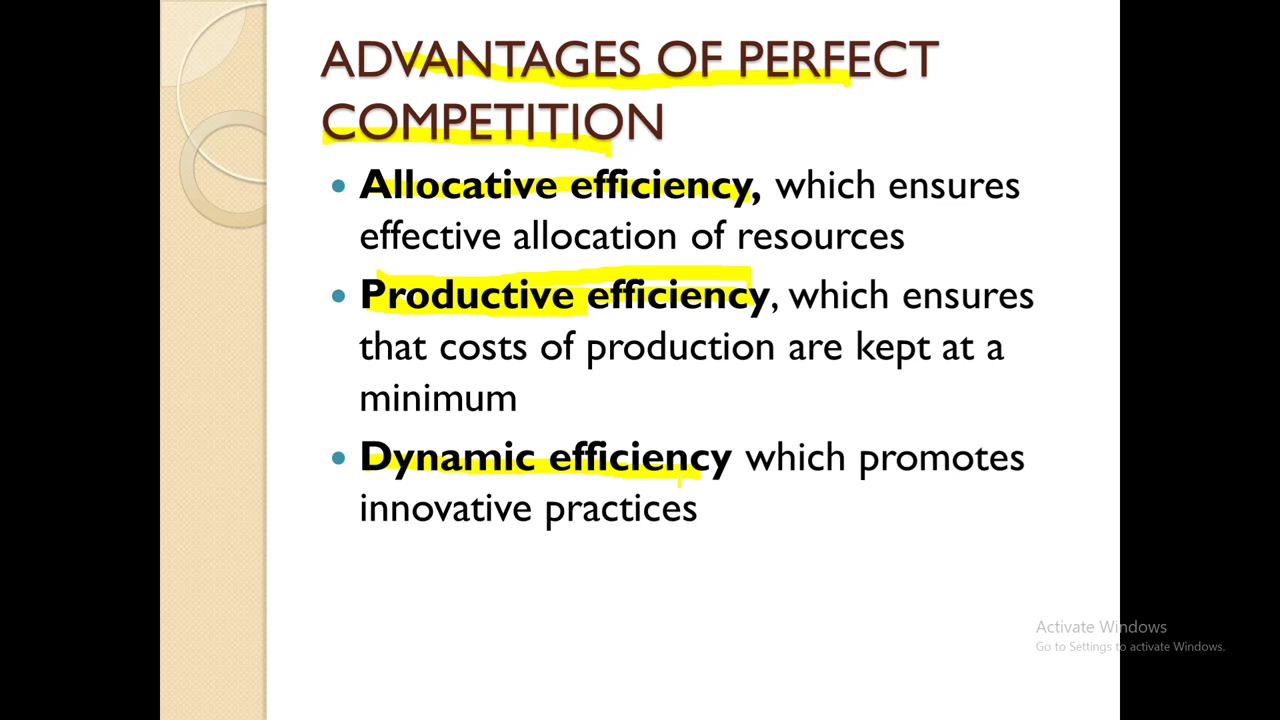 ADVANTAGES OF PERFECT
COMPETITION
• Allocative efficiency, which ensures
effective allocation of resources
• Productive efficiency, which ensures
that costs of production are kept at a
minimum
• Dynamic efficiency which promotes
innovative practices
Activate Windows
Go to Settings to activate Windows.